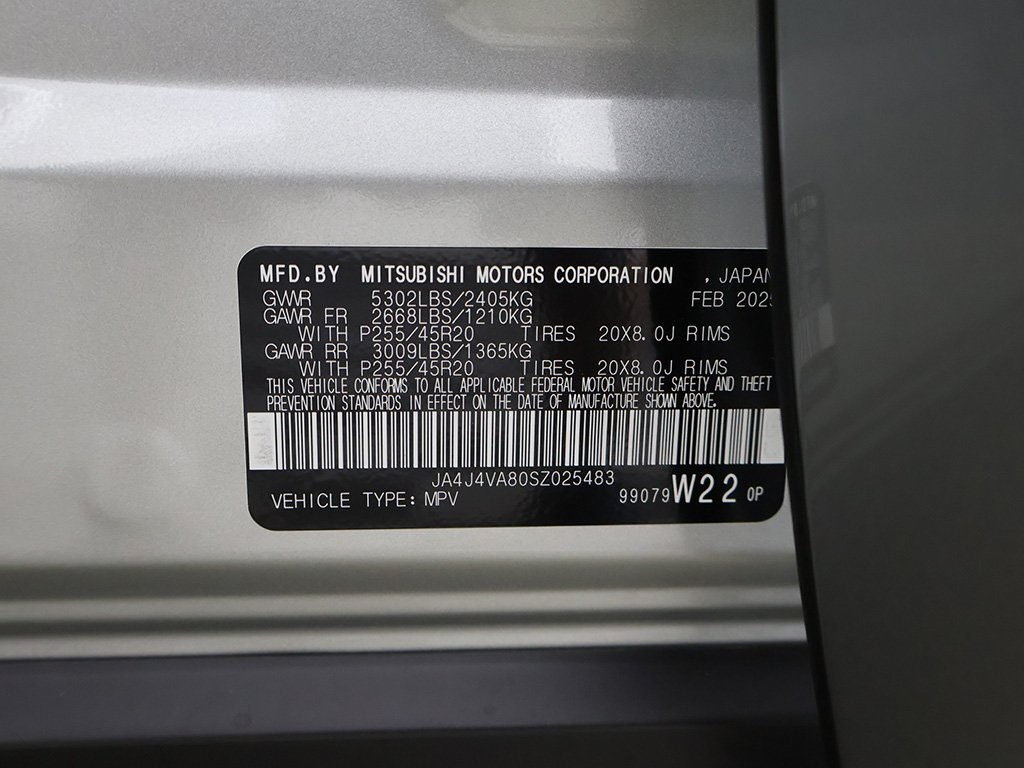 MFD.BY MITSUBISHI MOTORS CORPORATION , JAPAN
GVWR 5302LBS/2405KG FEB 2025
GAWR FR 2668LBS/1210KG
WITH P255/45R20 TIRES 20X8.0J RIMS
GAWR RR 3009LBS/1365KG
WITH P255/45R20 TIRES 20X8.0J RIMS
THIS VEHICLE CONFORMS TO ALL APPLICABLE FEDERAL MOTOR VEHICLE SAFETY AND THEFT
PREVENTION STANDARDS IN EFFECT ON THE DATE OF MANUFACTURE SHOWN ABOVE.
JA4J4VA80SZ025483
VEHICLE TYPE: MPV 99079 W22 0P